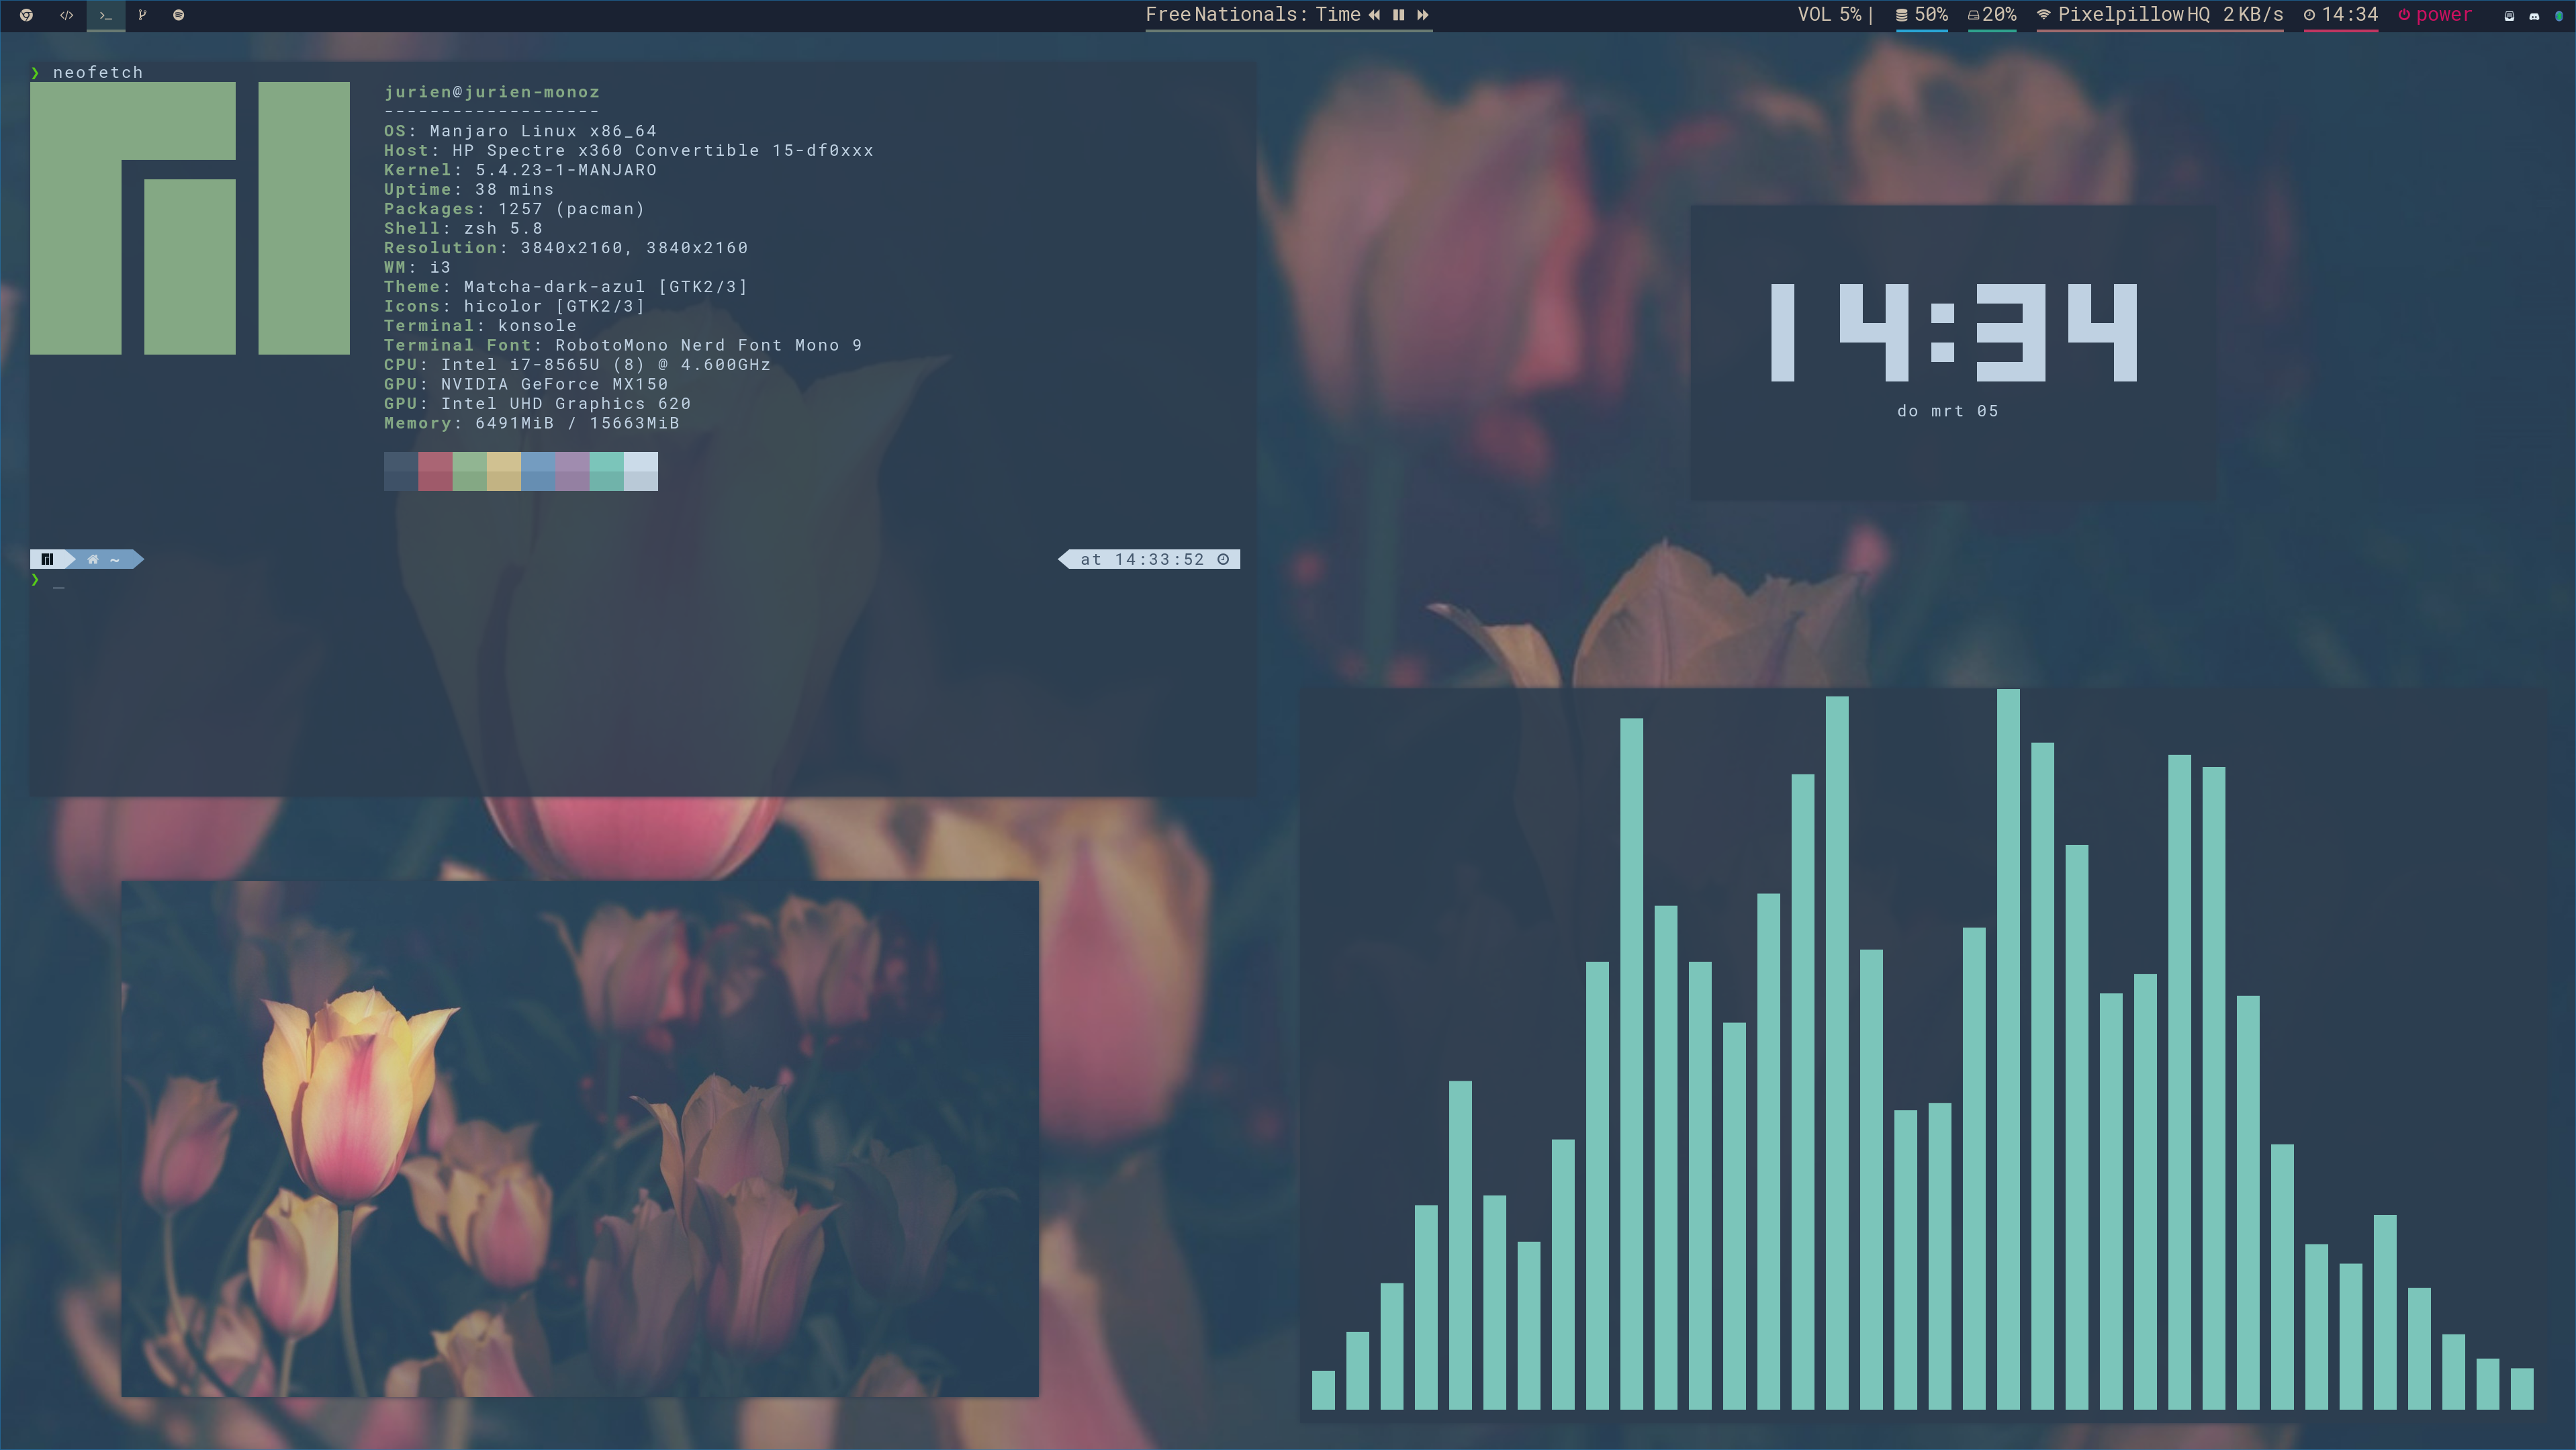 Free Nationals: Time
VOL 5% | 50% 20% PixelpillowHQ 2 KB/s 14:34 power
❯ neofetch
jurien@jurien-monoz
-------------------
OS: Manjaro Linux x86_64
Host: HP Spectre x360 Convertible 15-df0xxx
Kernel: 5.4.23-1-MANJARO
Uptime: 38 mins
Packages: 1257 (pacman)
Shell: zsh 5.8
Resolution: 3840x2160, 3840x2160
WM: i3
Theme: Matcha-dark-azul [GTK2/3]
Icons: hicolor [GTK2/3]
Terminal: konsole
Terminal Font: RobotoMono Nerd Font Mono 9
CPU: Intel i7-8565U (8) @ 4.600GHz
GPU: NVIDIA GeForce MX150
GPU: Intel UHD Graphics 620
Memory: 6491MiB / 15663MiB
~ at 14:33:52
❯ _
14:34
do mrt 05